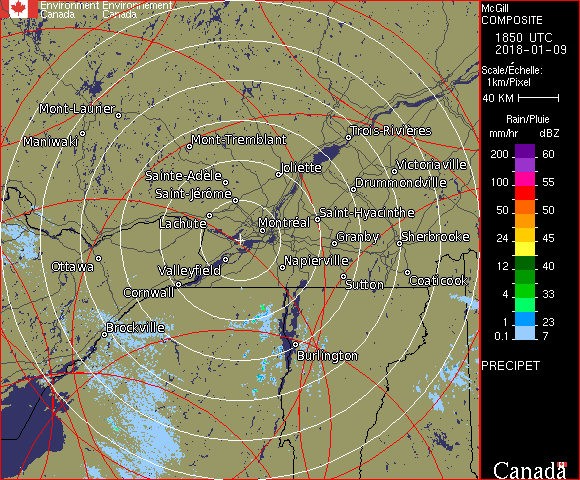 Environment Environnement
Canada Canada
McGill
COMPOSITE
1850 UTC
2018-01-09
Scale/Échelle:
1km/Pixel
40 KM
Rain/Pluie
mm/hr dBZ
200 60
100 55
50 50
24 45
12 40
4 33
1 23
0.1 7
PRECIPET
Mont-Laurier
Maniwaki
Mont-Tremblant
Trois-Rivières
Joliette
Victoriaville
Sainte-Adèle
Drummondville
Saint-Jérôme
Saint-Hyacinthe
Lachute
Montréal
Granby
Sherbrooke
Ottawa
Valleyfield
Napierville
Sutton
Coaticook
Cornwall
Brockville
Burlington
Canada